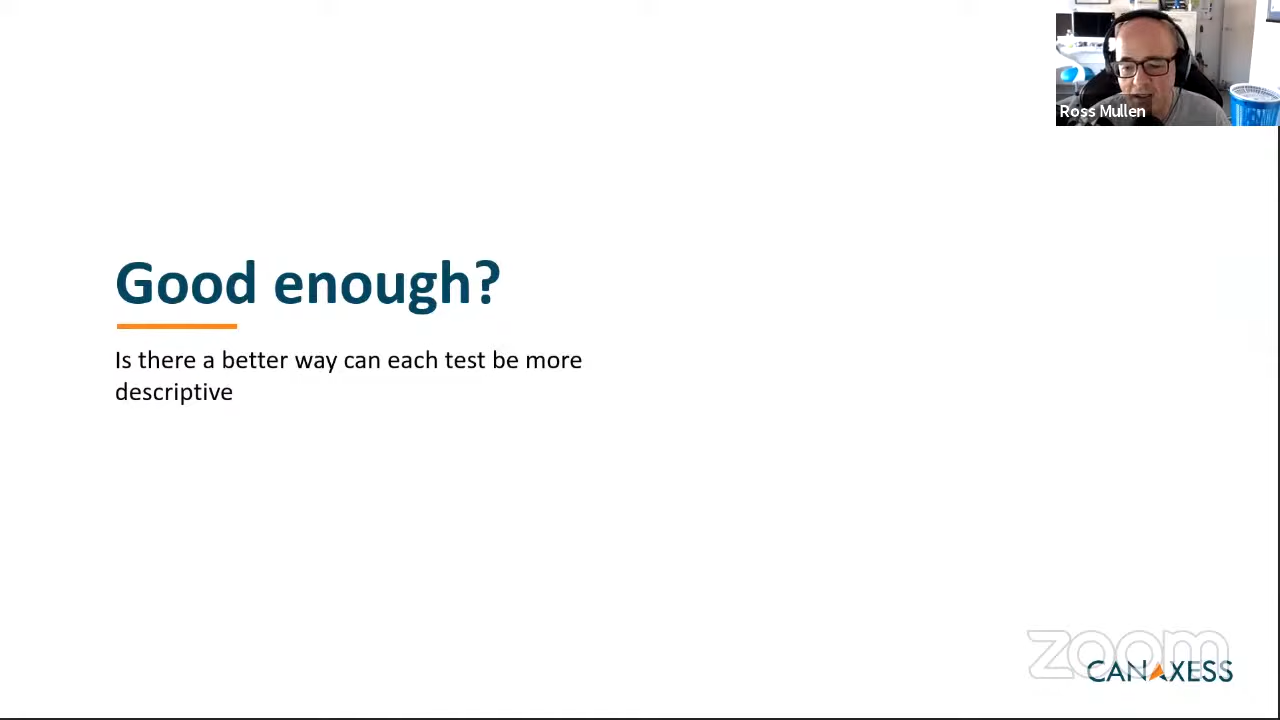 Ross Mullen
Good enough?
Is there a better way can each test be more
descriptive
zoom
CANAXESS